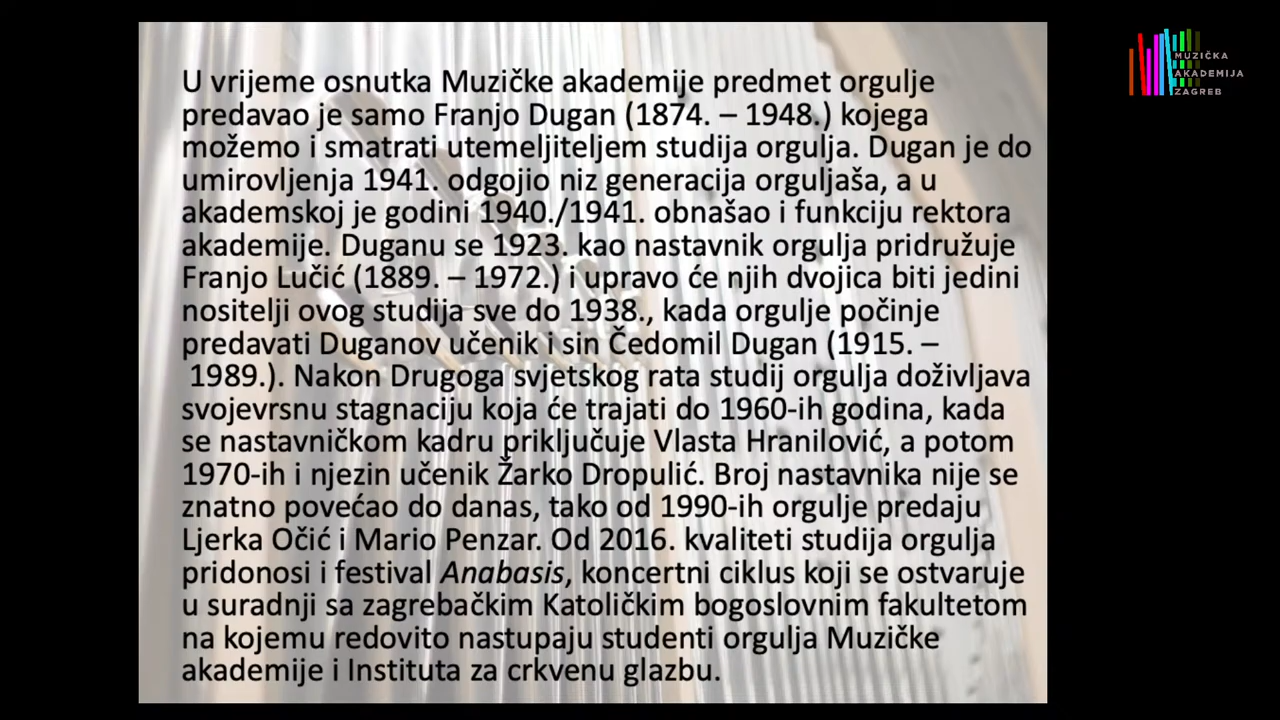 U vrijeme osnutka Muzičke akademije predmet orgulje
predavao je samo Franjo Dugan (1874. – 1948.) kojega
možemo i smatrati utemeljiteljem studija orgulja. Dugan je do
umirovljenja 1941. odgojio niz generacija orguljaša, a u
akademskoj je godini 1940./1941. obnašao i funkciju rektora
akademije. Duganu se 1923. kao nastavnik orgulja pridružuje
Franjo Lučić (1889. – 1972.) i upravo će njih dvojica biti jedini
nositelji ovog studija sve do 1938., kada orgulje počinje
predavati Duganov učenik i sin Čedomil Dugan (1915. –
1989.). Nakon Drugoga svjetskog rata studij orgulja doživljava
svojevrsnu stagnaciju koja će trajati do 1960-ih godina, kada
se nastavničkom kadru priključuje Vlasta Hranilović, a potom
1970-ih i njezin učenik Žarko Dropulić. Broj nastavnika nije se
znatno povećao do danas, tako od 1990-ih orgulje predaju
Ljerka Očić i Mario Penzar. Od 2016. kvaliteti studija orgulja
pridonosi i festival Anabasis, koncertni ciklus koji se ostvaruje
u suradnji sa zagrebačkim Katoličkim bogoslovnim fakultetom
na kojemu redovito nastupaju studenti orgulja Muzičke
akademije i Instituta za crkvenu glazbu.
MUZIČKA
AKADEMIJA
ZAGREB